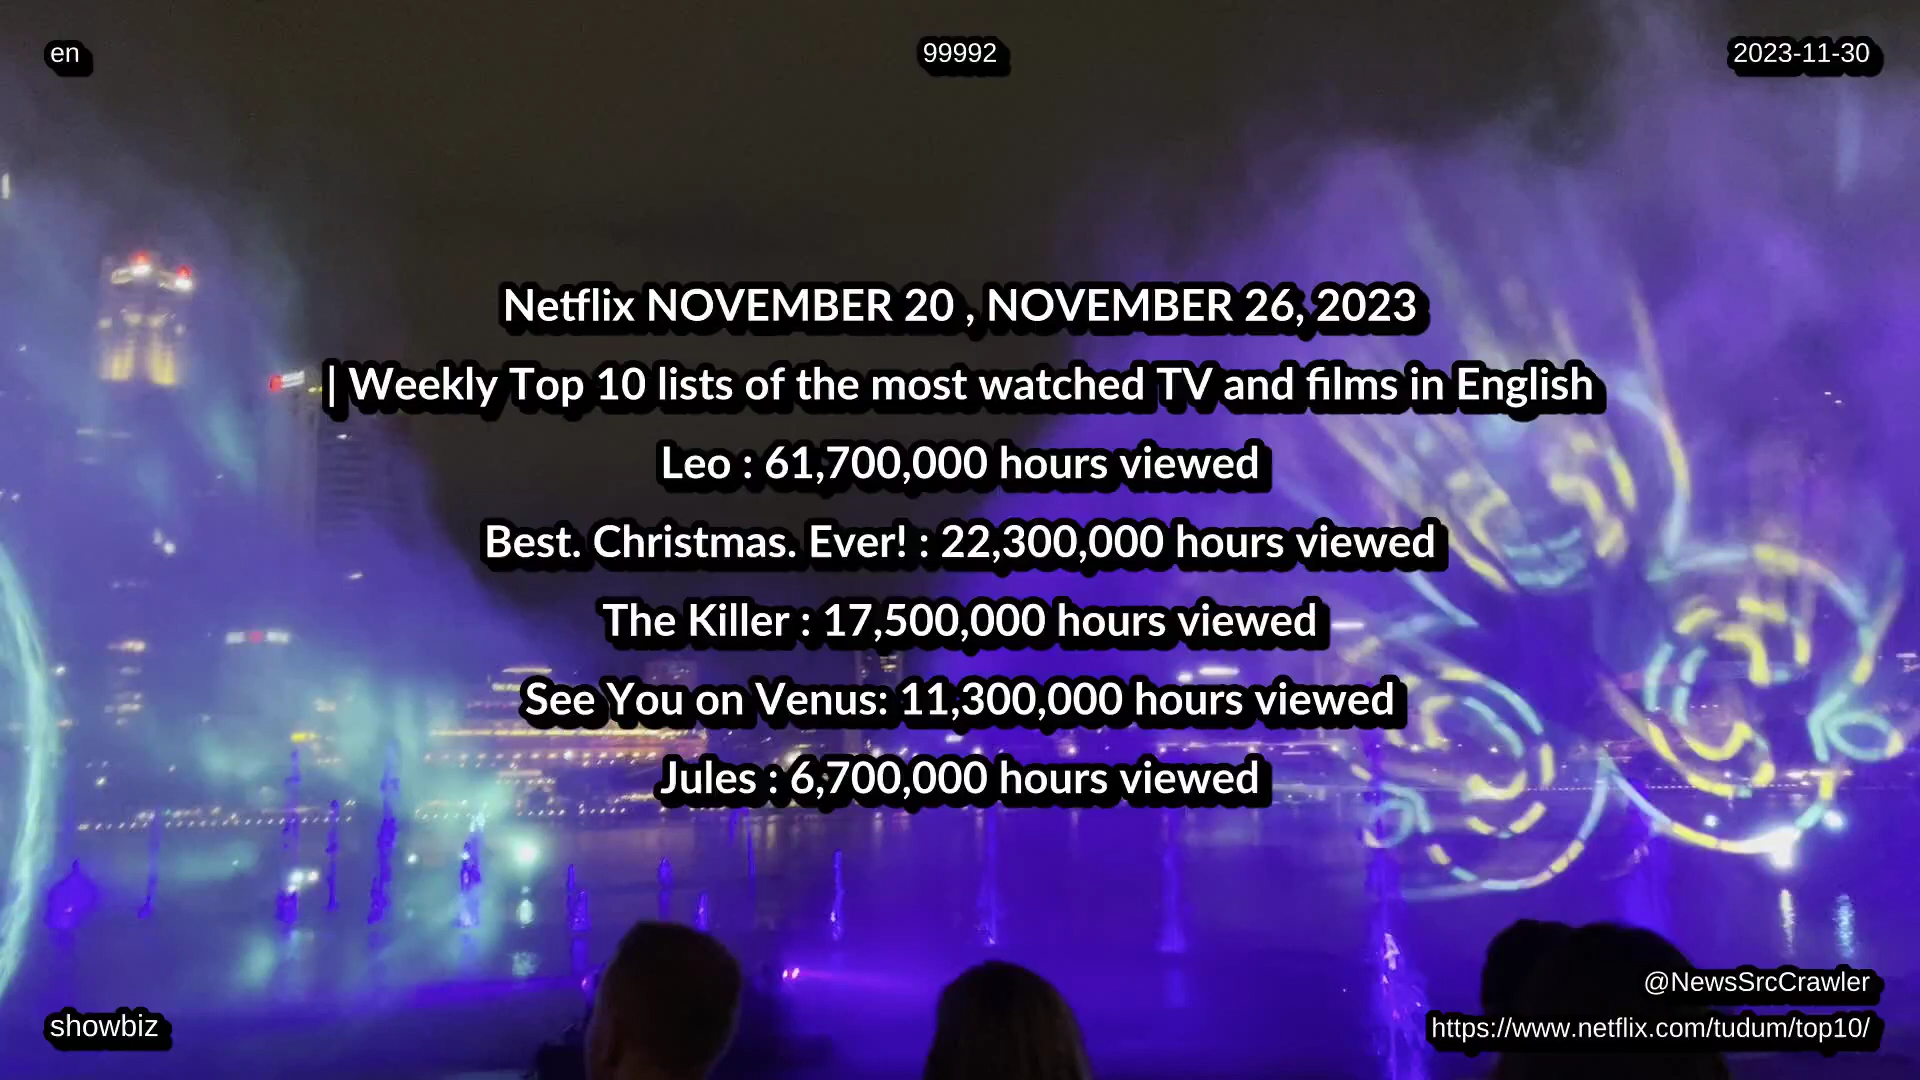 en
99992
2023-11-30
Netflix NOVEMBER 20 , NOVEMBER 26, 2023
| Weekly Top 10 lists of the most watched TV and films in English
Leo : 61,700,000 hours viewed
Best. Christmas. Ever! : 22,300,000 hours viewed
The Killer : 17,500,000 hours viewed
See You on Venus: 11,300,000 hours viewed
Jules : 6,700,000 hours viewed
@NewsSrcCrawler
showbiz
https://www.netflix.com/tudum/top10/